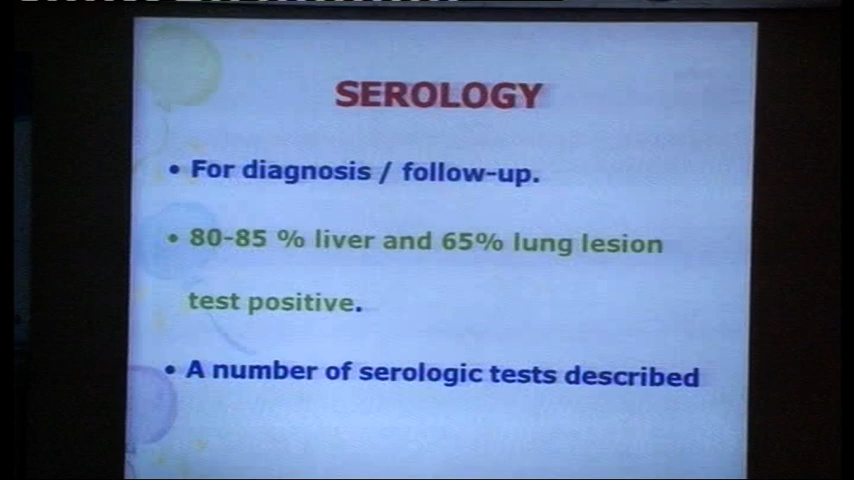 SEROLOGY
• For diagnosis / follow-up.
• 80-85 % liver and 65% lung lesion
test positive.
• A number of serologic tests described